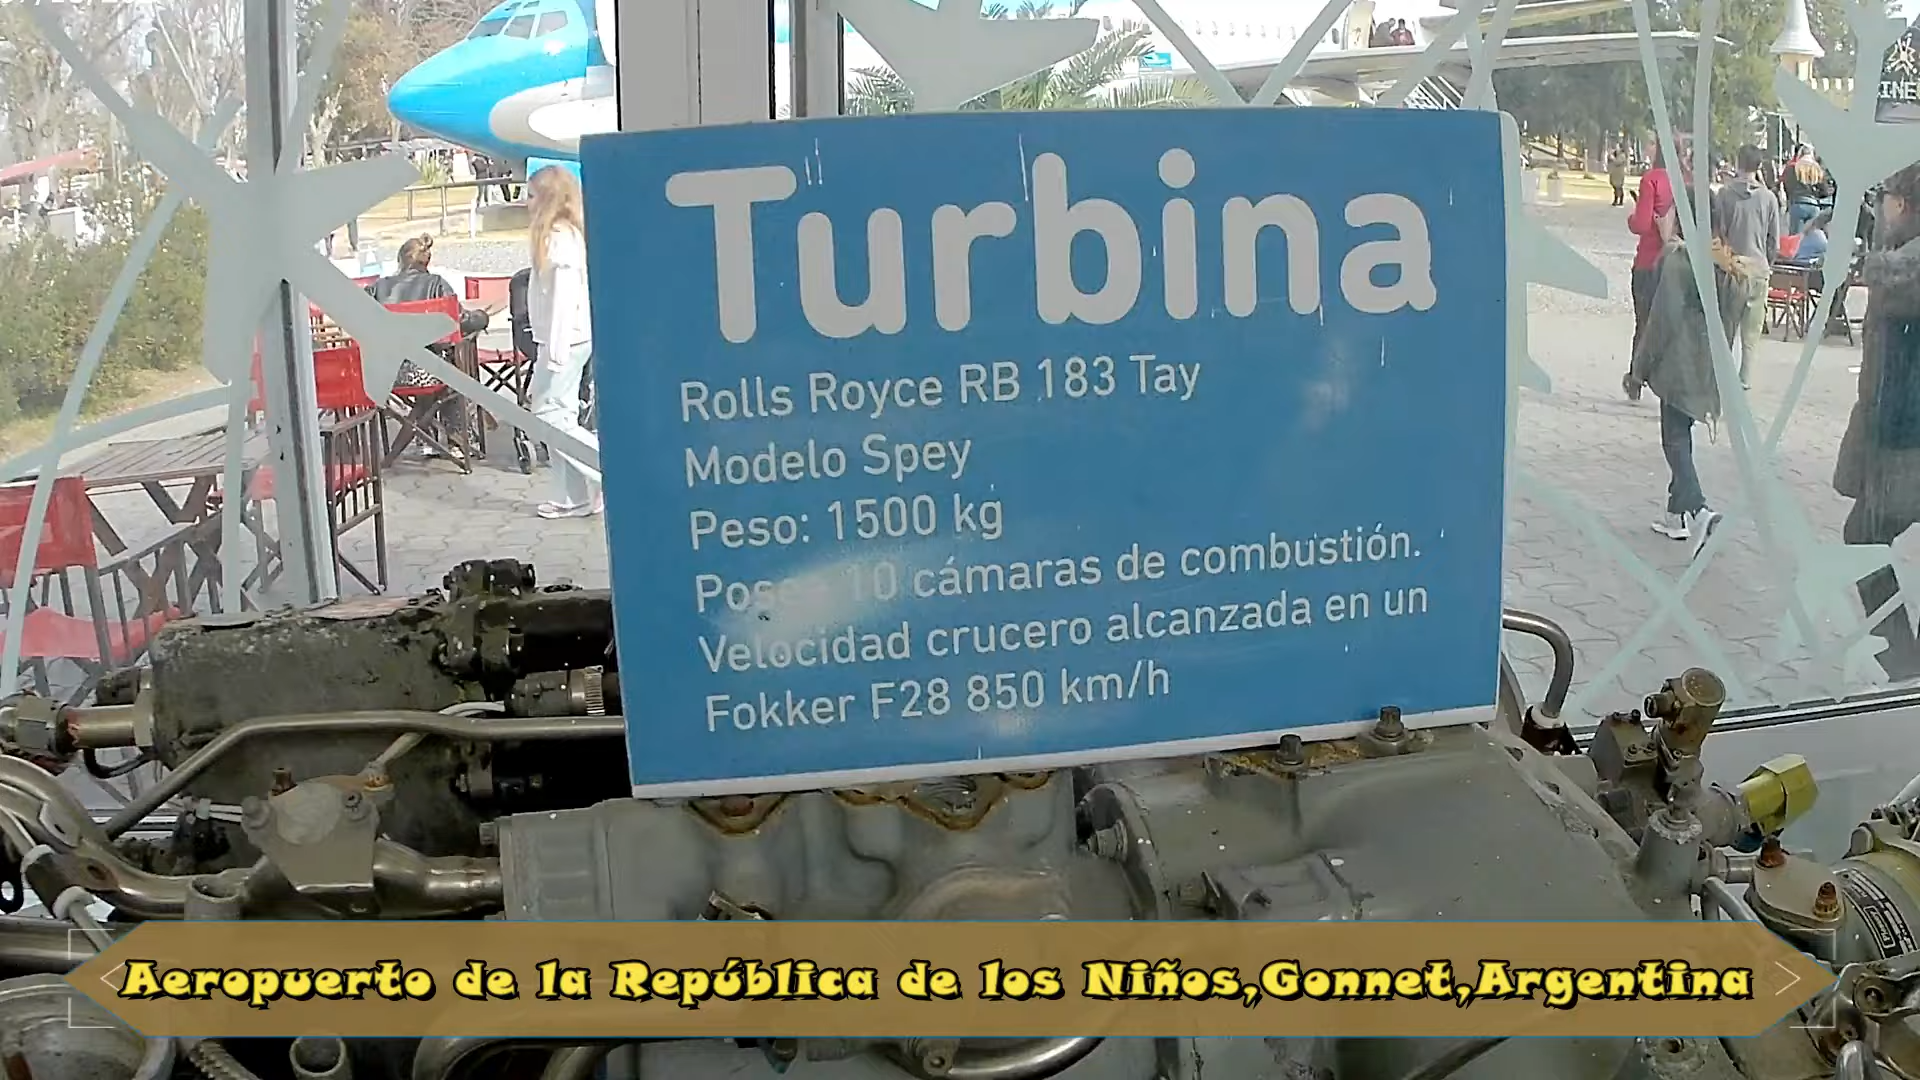 Turbina
Rolls Royce RB 183 Tay
Modelo Spey
Peso: 1500 kg
Posee 10 cámaras de combustión.
Velocidad crucero alcanzada en un
Fokker F28 850 km/h
Aeropuerto de la República de los Niños,Gonnet,Argentina